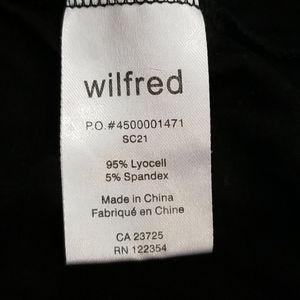 wilfred
P.O.#4500001471
SC21
95% Lyocell
5% Spandex
Made in China
Fabriqué en Chine
CA 23725
RN 122354